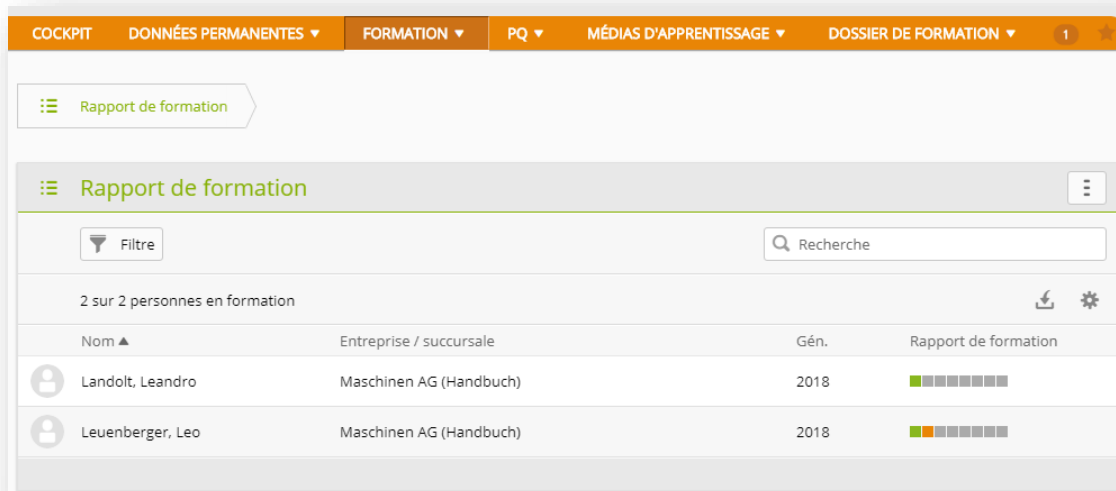 COCKPIT DONNÉES PERMANENTES ▼ FORMATION ▼ PQ ▼ MÉDIAS D'APPRENTISSAGE ▼ DOSSIER DE FORMATION ▼ 1
Rapport de formation
Rapport de formation
Filtre Recherche
2 sur 2 personnes en formation
Nom ▲ Entreprise / succursale Gén. Rapport de formation
Landolt, Leandro Maschinen AG (Handbuch) 2018
Leuenberger, Leo Maschinen AG (Handbuch) 2018